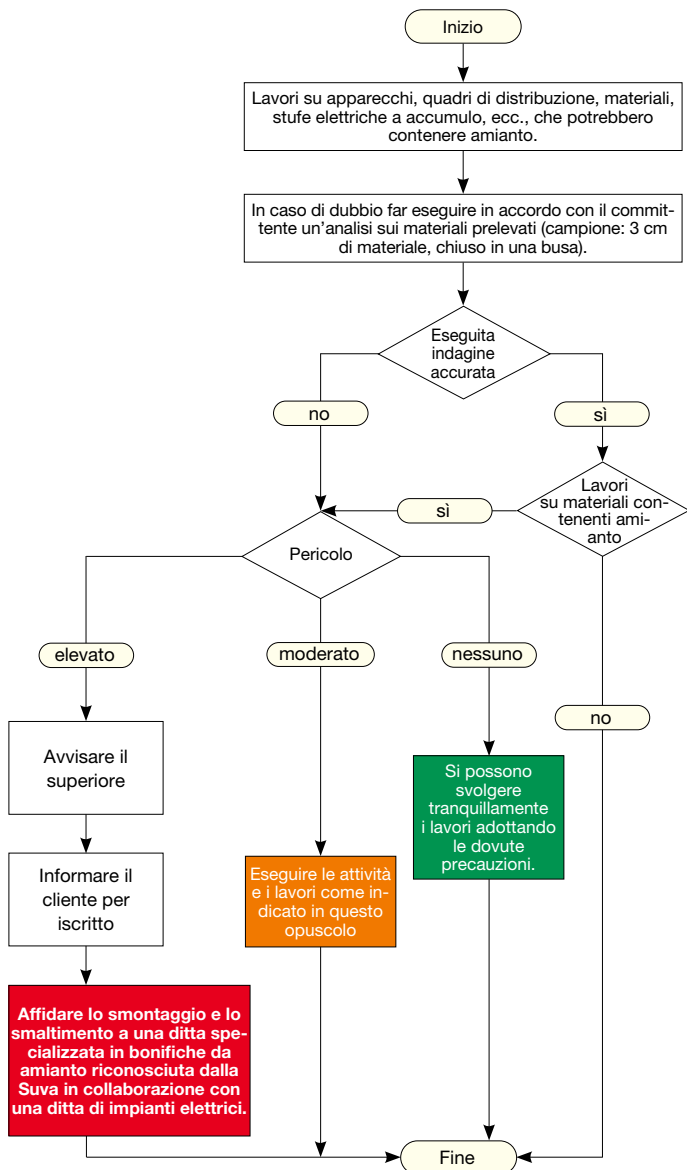 Inizio
Lavori su apparecchi, quadri di distribuzione, materiali,
stufe elettriche a accumulo, ecc., che potrebbero
contenere amianto.
In caso di dubbio far eseguire in accordo con il commit-
tente un’analisi sui materiali prelevati (campione: 3 cm
di materiale, chiuso in una busa).
Eseguita
indagine
accurata
no
sì
Lavori
su materiali con-
tenenti ami-
anto
sì
Pericolo
elevato
moderato
nessuno
no
Avvisare il
superiore
Si possono
svolgere
tranquillamente
i lavori adottando
le dovute
precauzioni.
Informare il
cliente per
iscritto
Eseguire le attività
e i lavori come in-
dicato in questo
opuscolo
Affidare lo smontaggio e lo
smaltimento a una ditta spe-
cializzata in bonifiche da
amianto riconosciuta dalla
Suva in collaborazione con
una ditta di impianti elettrici.
Fine